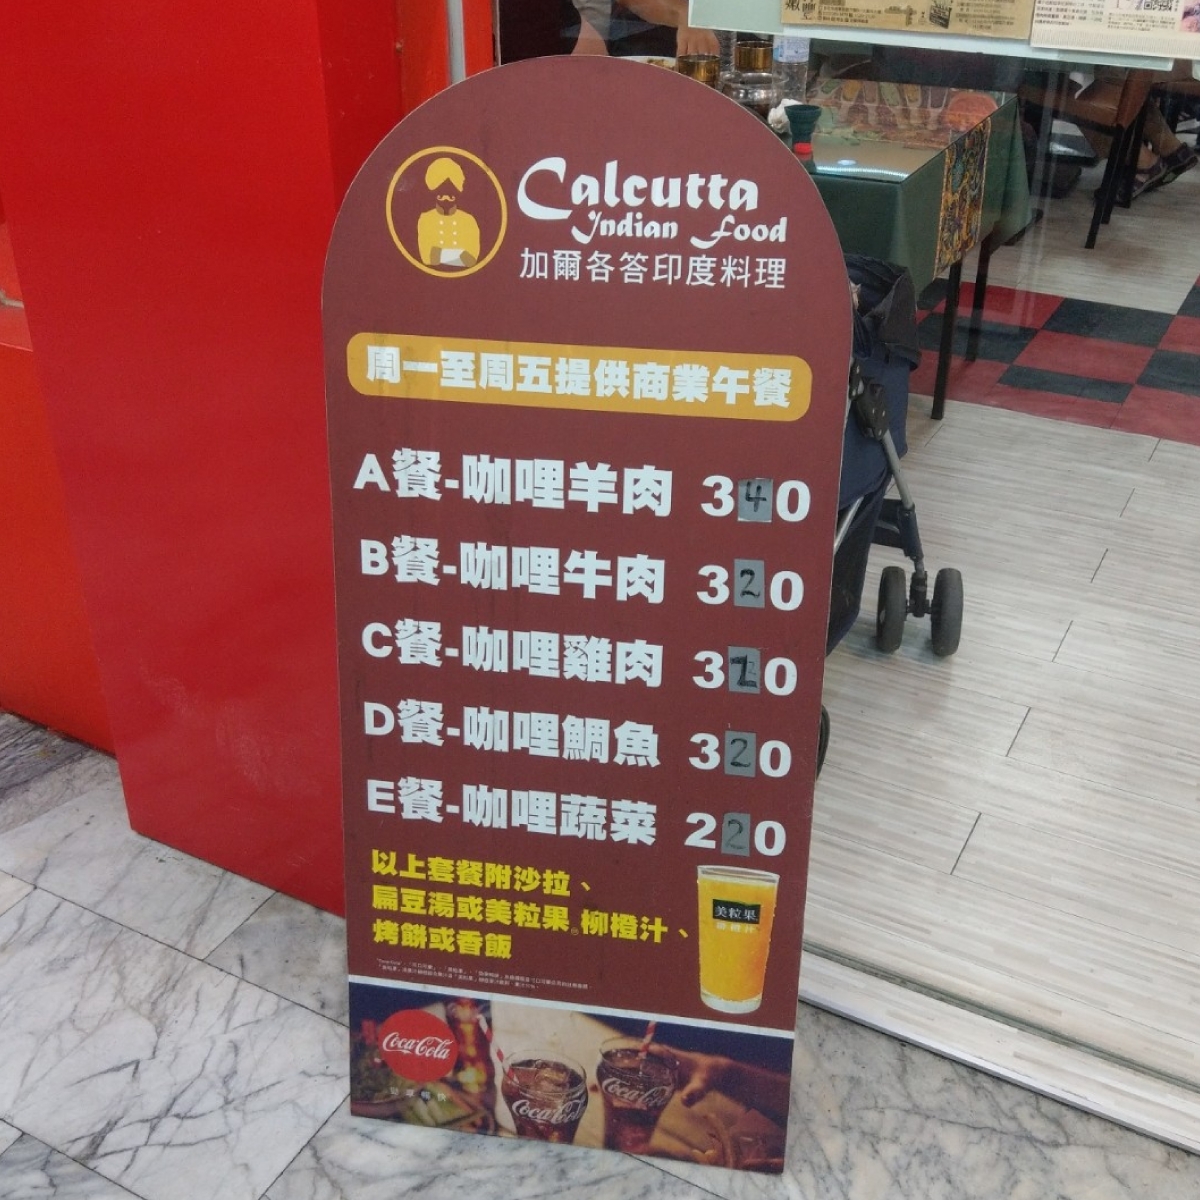 Calcutta
Indian Food
加爾各答印度料理
周一至周五提供商業午餐
A餐-咖哩羊肉 340
B餐-咖哩牛肉 320
C餐-咖哩雞肉 320
D餐-咖哩鯛魚 320
E餐-咖哩蔬菜 220
以上套餐附沙拉、
扁豆湯或美粒果 柳橙汁、
烤餅或香飯
美粒果
柳橙汁
Coca-Cola
Coca-Cola
Coca-Cola